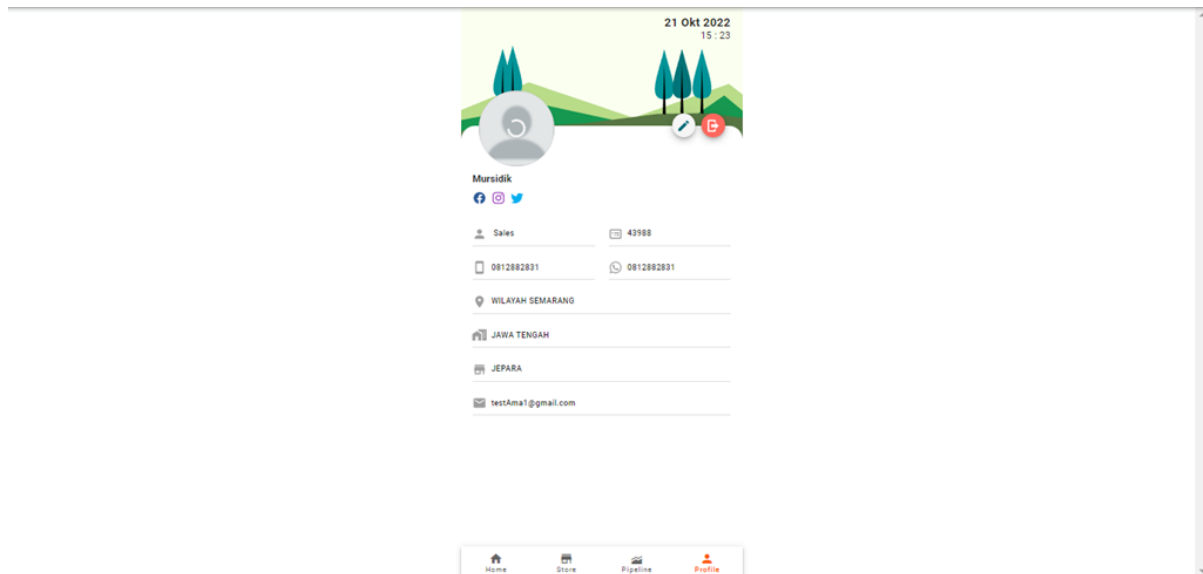 21 Okt 2022
15 : 23
Mursidik
Sales
43988
0812882831
0812882831
WILAYAH SEMARANG
JAWA TENGAH
JEPARA
testAma1@gmail.com
Home
Store
Pipeline
Profile